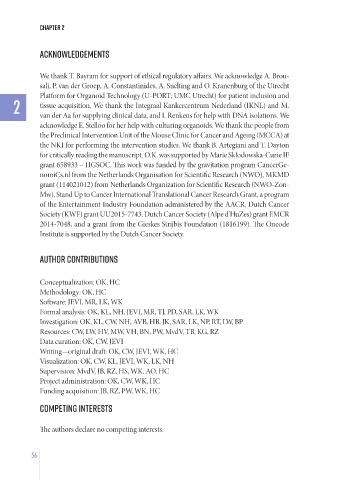 CHAPTER 2
ACKNOWLEDGEMENTS
We thank T. Bayram for support of ethical regulatory affairs. We acknowledge A. Brou-
sali, P. van der Groep, A. Constantinides, A. Snelting and O. Kranenburg of the Utrecht
Platform for Organoid Technology (U-PORT; UMC Utrecht) for patient inclusion and
tissue acquisition. We thank the Integraal Kankercentrum Nederland (IKNL) and M.
van der Aa for supplying clinical data, and I. Renkens for help with DNA isolations. We
acknowledge E. Stelloo for her help with culturing organoids. We thank the people from
the Preclinical Intervention Unit of the Mouse Clinic for Cancer and Ageing (MCCA) at
the NKI for performing the intervention studies. We thank B. Artegiani and T. Dayton
for critically reading the manuscript. O.K. was supported by Marie Skłodowska-Curie IF
grant 658933 – HGSOC. This work was funded by the gravitation program CancerGe-
nomiCs.nl from the Netherlands Organisation for Scientific Research (NWO), MKMD
grant (114021012) from Netherlands Organization for Scientific Research (NWO-Zon-
Mw), Stand Up to Cancer International Translational Cancer Research Grant, a program
of the Entertainment Industry Foundation administered by the AACR, Dutch Cancer
Society (KWF) grant UU2015-7743, Dutch Cancer Society (Alpe d'HuZes) grant EMCR
2014-7048, and a grant from the Gieskes Strijbis Foundation (1816199). The Oncode
Institute is supported by the Dutch Cancer Society.
2
AUTHOR CONTRIBUTIONS
Conceptualization: OK, HC
Methodology: OK, HC
Software: JEVI, MR, LK, WK
Formal analysis: OK, KL, NH, JEVI, MR, TJ, PD, SAR, LK, WK
Investigation: OK, KL, CW, NH, AVB, HB, JK, SAR, LK, NP, RT, LW, BP
Resources: CW, LW, HV, MW, VH, BN, PW, MvdV, TB, KG, RZ
Data curation: OK, CW, JEVI
Writing—original draft: OK, CW, JEVI, WK, HC
Visualization: OK, CW, KL, JEVI, WK, LK, NH
Supervision: MvdV, JB, RZ, HS, WK, AO, HC
Project administration: OK, CW, WK, HC
Funding acquisition: JB, RZ, PW, WK, HC
COMPETING INTERESTS
The authors declare no competing interests.
56